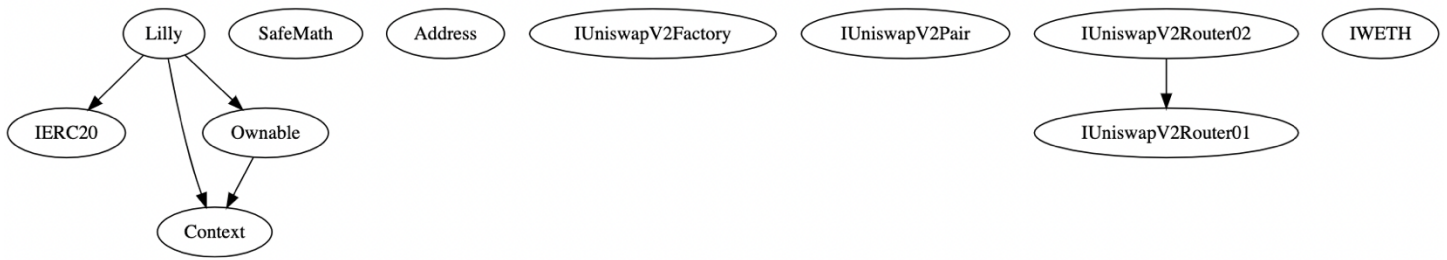 Lilly
SafeMath
Address
IUniswapV2Factory
IUniswapV2Pair
IUniswapV2Router02
IWETH
IERC20
Ownable
IUniswapV2Router01
Context